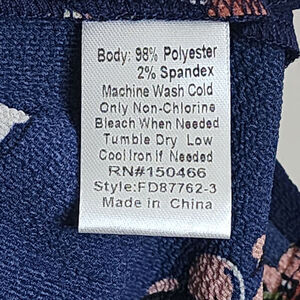 Body: 98% Polyester
2% Spandex
Machine Wash Cold
Only Non-Chlorine
Bleach When Needed
Tumble Dry Low
Cool Iron if Needed
RN#150466
Style:FD87762-3
Made in China